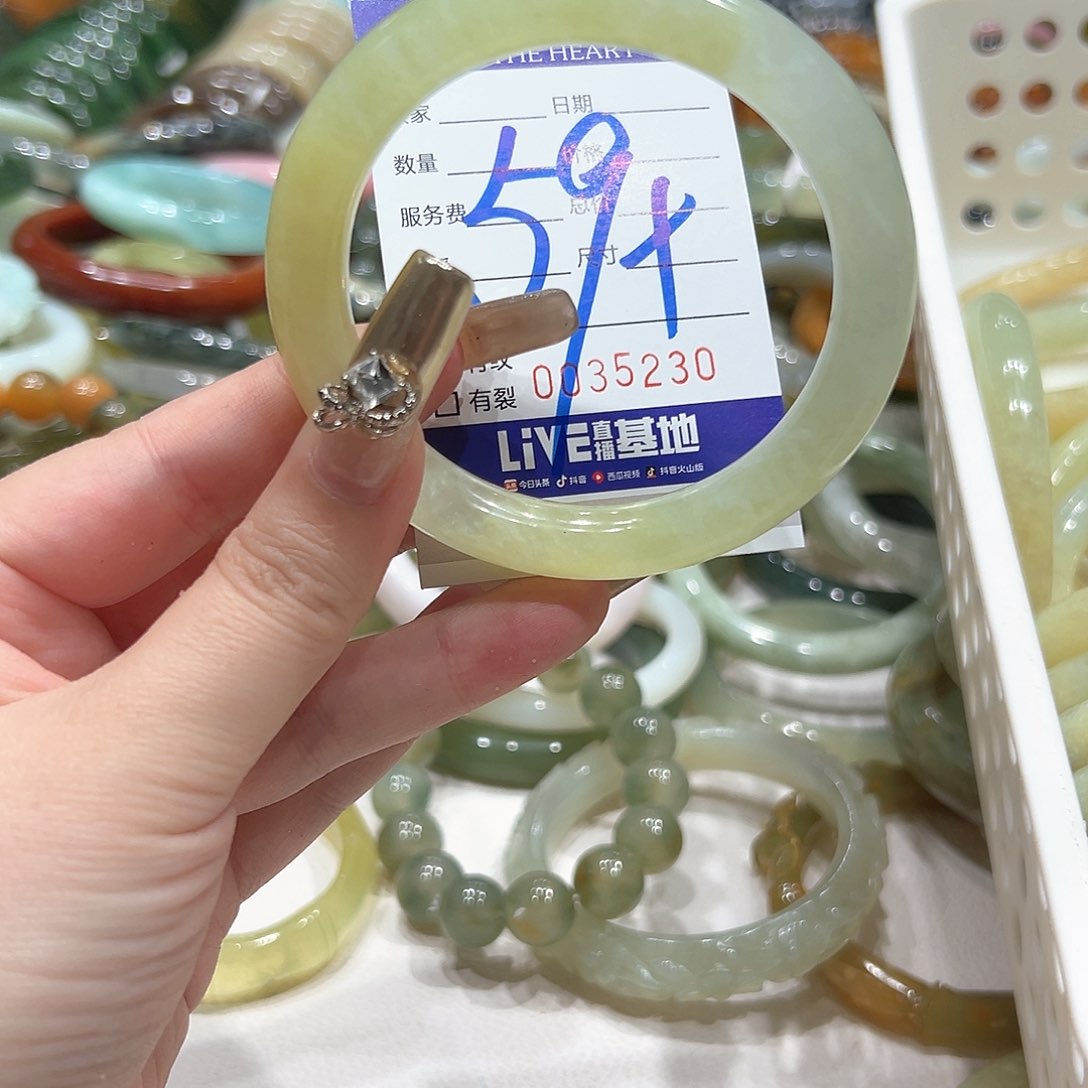 THE HEART
家 日期
数量 价格
服务费 总价
尺寸
59/x
有纹
0035230
有裂
LiVE直播基地
头条 今日头条 抖音 西瓜视频 抖音火山版